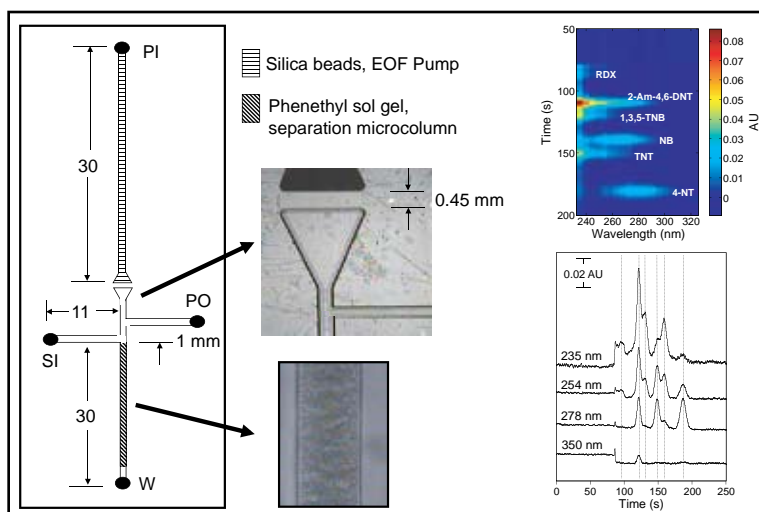 PI
30
11
PO
SI
1 mm
30
W
Silica beads, EOF Pump
Phenethyl sol gel,
separation microcolumn
0.45 mm
50
100
150
200
Time (s)
RDX
2-Am-4,6-DNT
1,3,5-TNB
NB
TNT
4-NT
240 260 280 300 320
Wavelength (nm)
0.08
0.07
0.06
0.05
0.04
0.03
0.02
0.01
0
AU
0.02 AU
235 nm
254 nm
278 nm
350 nm
0 50 100 150 200 250
Time (s)